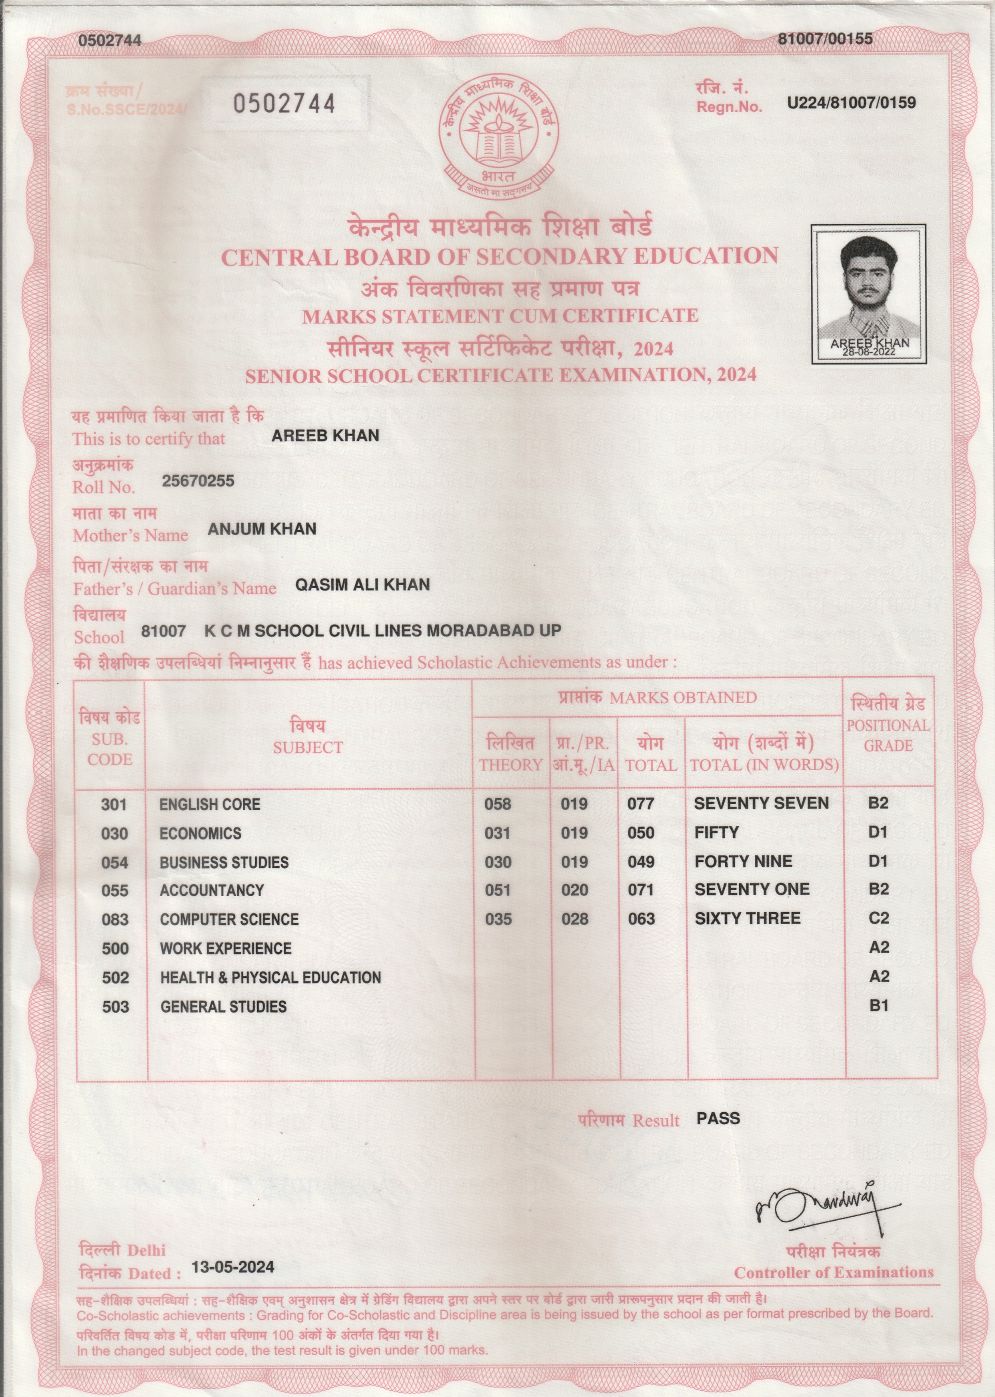 0502744
81007/00155
क्रम संख्या/
S.No.SSCE/2024/
0502744
रजि. नं.
Regn.No. U224/81007/0159
केन्द्रीय माध्यमिक शिक्षा बोर्ड
भारत
असतो मा सद्गमय
केन्द्रीय माध्यमिक शिक्षा बोर्ड
CENTRAL BOARD OF SECONDARY EDUCATION
अंक विवरणिका सह प्रमाण पत्र
MARKS STATEMENT CUM CERTIFICATE
सीनियर स्कूल सर्टिफिकेट परीक्षा, 2024
SENIOR SCHOOL CERTIFICATE EXAMINATION, 2024
AREEB KHAN
28-08-2022
यह प्रमाणित किया जाता है कि
This is to certify that AREEB KHAN
अनुक्रमांक
Roll No. 25670255
माता का नाम
Mother's Name ANJUM KHAN
पिता/संरक्षक का नाम
Father's / Guardian's Name QASIM ALI KHAN
विद्यालय
School 81007 K C M SCHOOL CIVIL LINES MORADABAD UP
की शैक्षणिक उपलब्धियां निम्नानुसार हैं has achieved Scholastic Achievements as under :
विषय कोड
SUB.
CODE
विषय
SUBJECT
प्राप्तांक MARKS OBTAINED
लिखित
THEORY
प्रा./PR.
आं.मू./IA
योग
TOTAL
योग (शब्दों में)
TOTAL (IN WORDS)
स्थितीय ग्रेड
POSITIONAL
GRADE
301 ENGLISH CORE 058 019 077 SEVENTY SEVEN B2
030 ECONOMICS 031 019 050 FIFTY D1
054 BUSINESS STUDIES 030 019 049 FORTY NINE D1
055 ACCOUNTANCY 051 020 071 SEVENTY ONE B2
083 COMPUTER SCIENCE 035 028 063 SIXTY THREE C2
500 WORK EXPERIENCE A2
502 HEALTH & PHYSICAL EDUCATION A2
503 GENERAL STUDIES B1
परिणाम Result PASS
दिल्ली Delhi
दिनांक Dated : 13-05-2024
परीक्षा नियंत्रक
Controller of Examinations
सह-शैक्षिक उपलब्धियां : सह-शैक्षिक एवम् अनुशासन क्षेत्र में ग्रेडिंग विद्यालय द्वारा अपने स्तर पर बोर्ड द्वारा जारी प्रारूपनुसार प्रदान की जाती है।
Co-Scholastic achievements : Grading for Co-Scholastic and Discipline area is being issued by the school as per format prescribed by the Board.
परिवर्तित विषय कोड में, परीक्षा परिणाम 100 अंकों के अंतर्गत दिया गया है।
In the changed subject code, the test result is given under 100 marks.